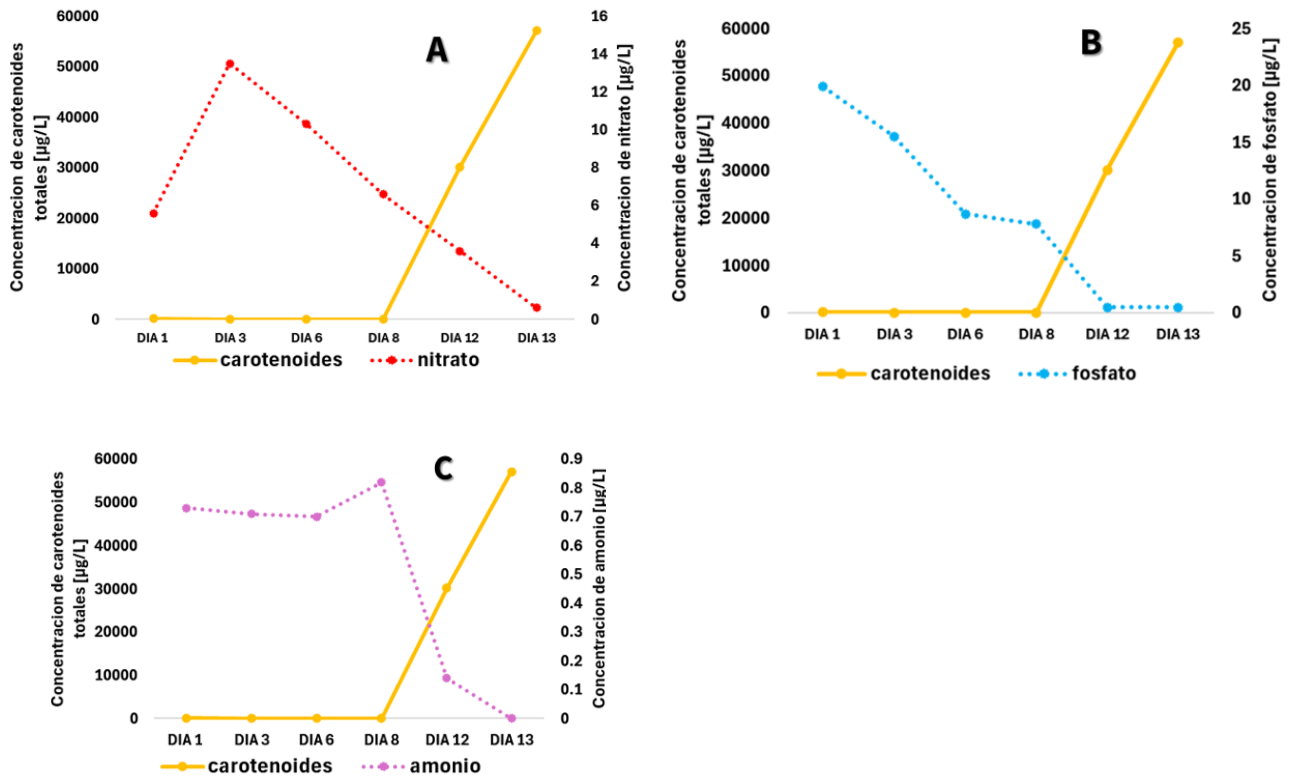 A
Concentracion de carotenoides
totales [µg/L]
60000
50000
40000
30000
20000
10000
0
16
14
12
10
8
6
4
2
0
Concentracion de nitrato [µg/L]
DIA 1 DIA 3 DIA 6 DIA 8 DIA 12 DIA 13
carotenoides nitrato
B
Concentracion de carotenoides
totales [µg/L]
60000
50000
40000
30000
20000
10000
0
25
20
15
10
5
0
Concentracion de fosfato [µg/L]
DIA 1 DIA 3 DIA 6 DIA 8 DIA 12 DIA 13
carotenoides fosfato
C
Concentracion de carotenoides
totales [µg/L]
60000
50000
40000
30000
20000
10000
0
0.9
0.8
0.7
0.6
0.5
0.4
0.3
0.2
0.1
0
Concentracion de amonio [µg/L]
DIA 1 DIA 3 DIA 6 DIA 8 DIA 12 DIA 13
carotenoides amonio